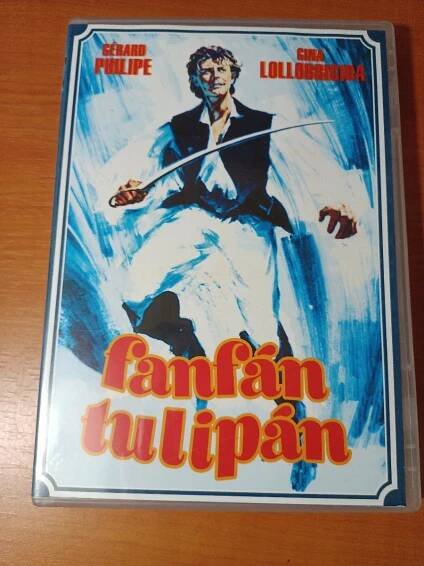 GÉRARD PHILIPE
GINA LOLLOBRIGIDA
fanfán
tulipán